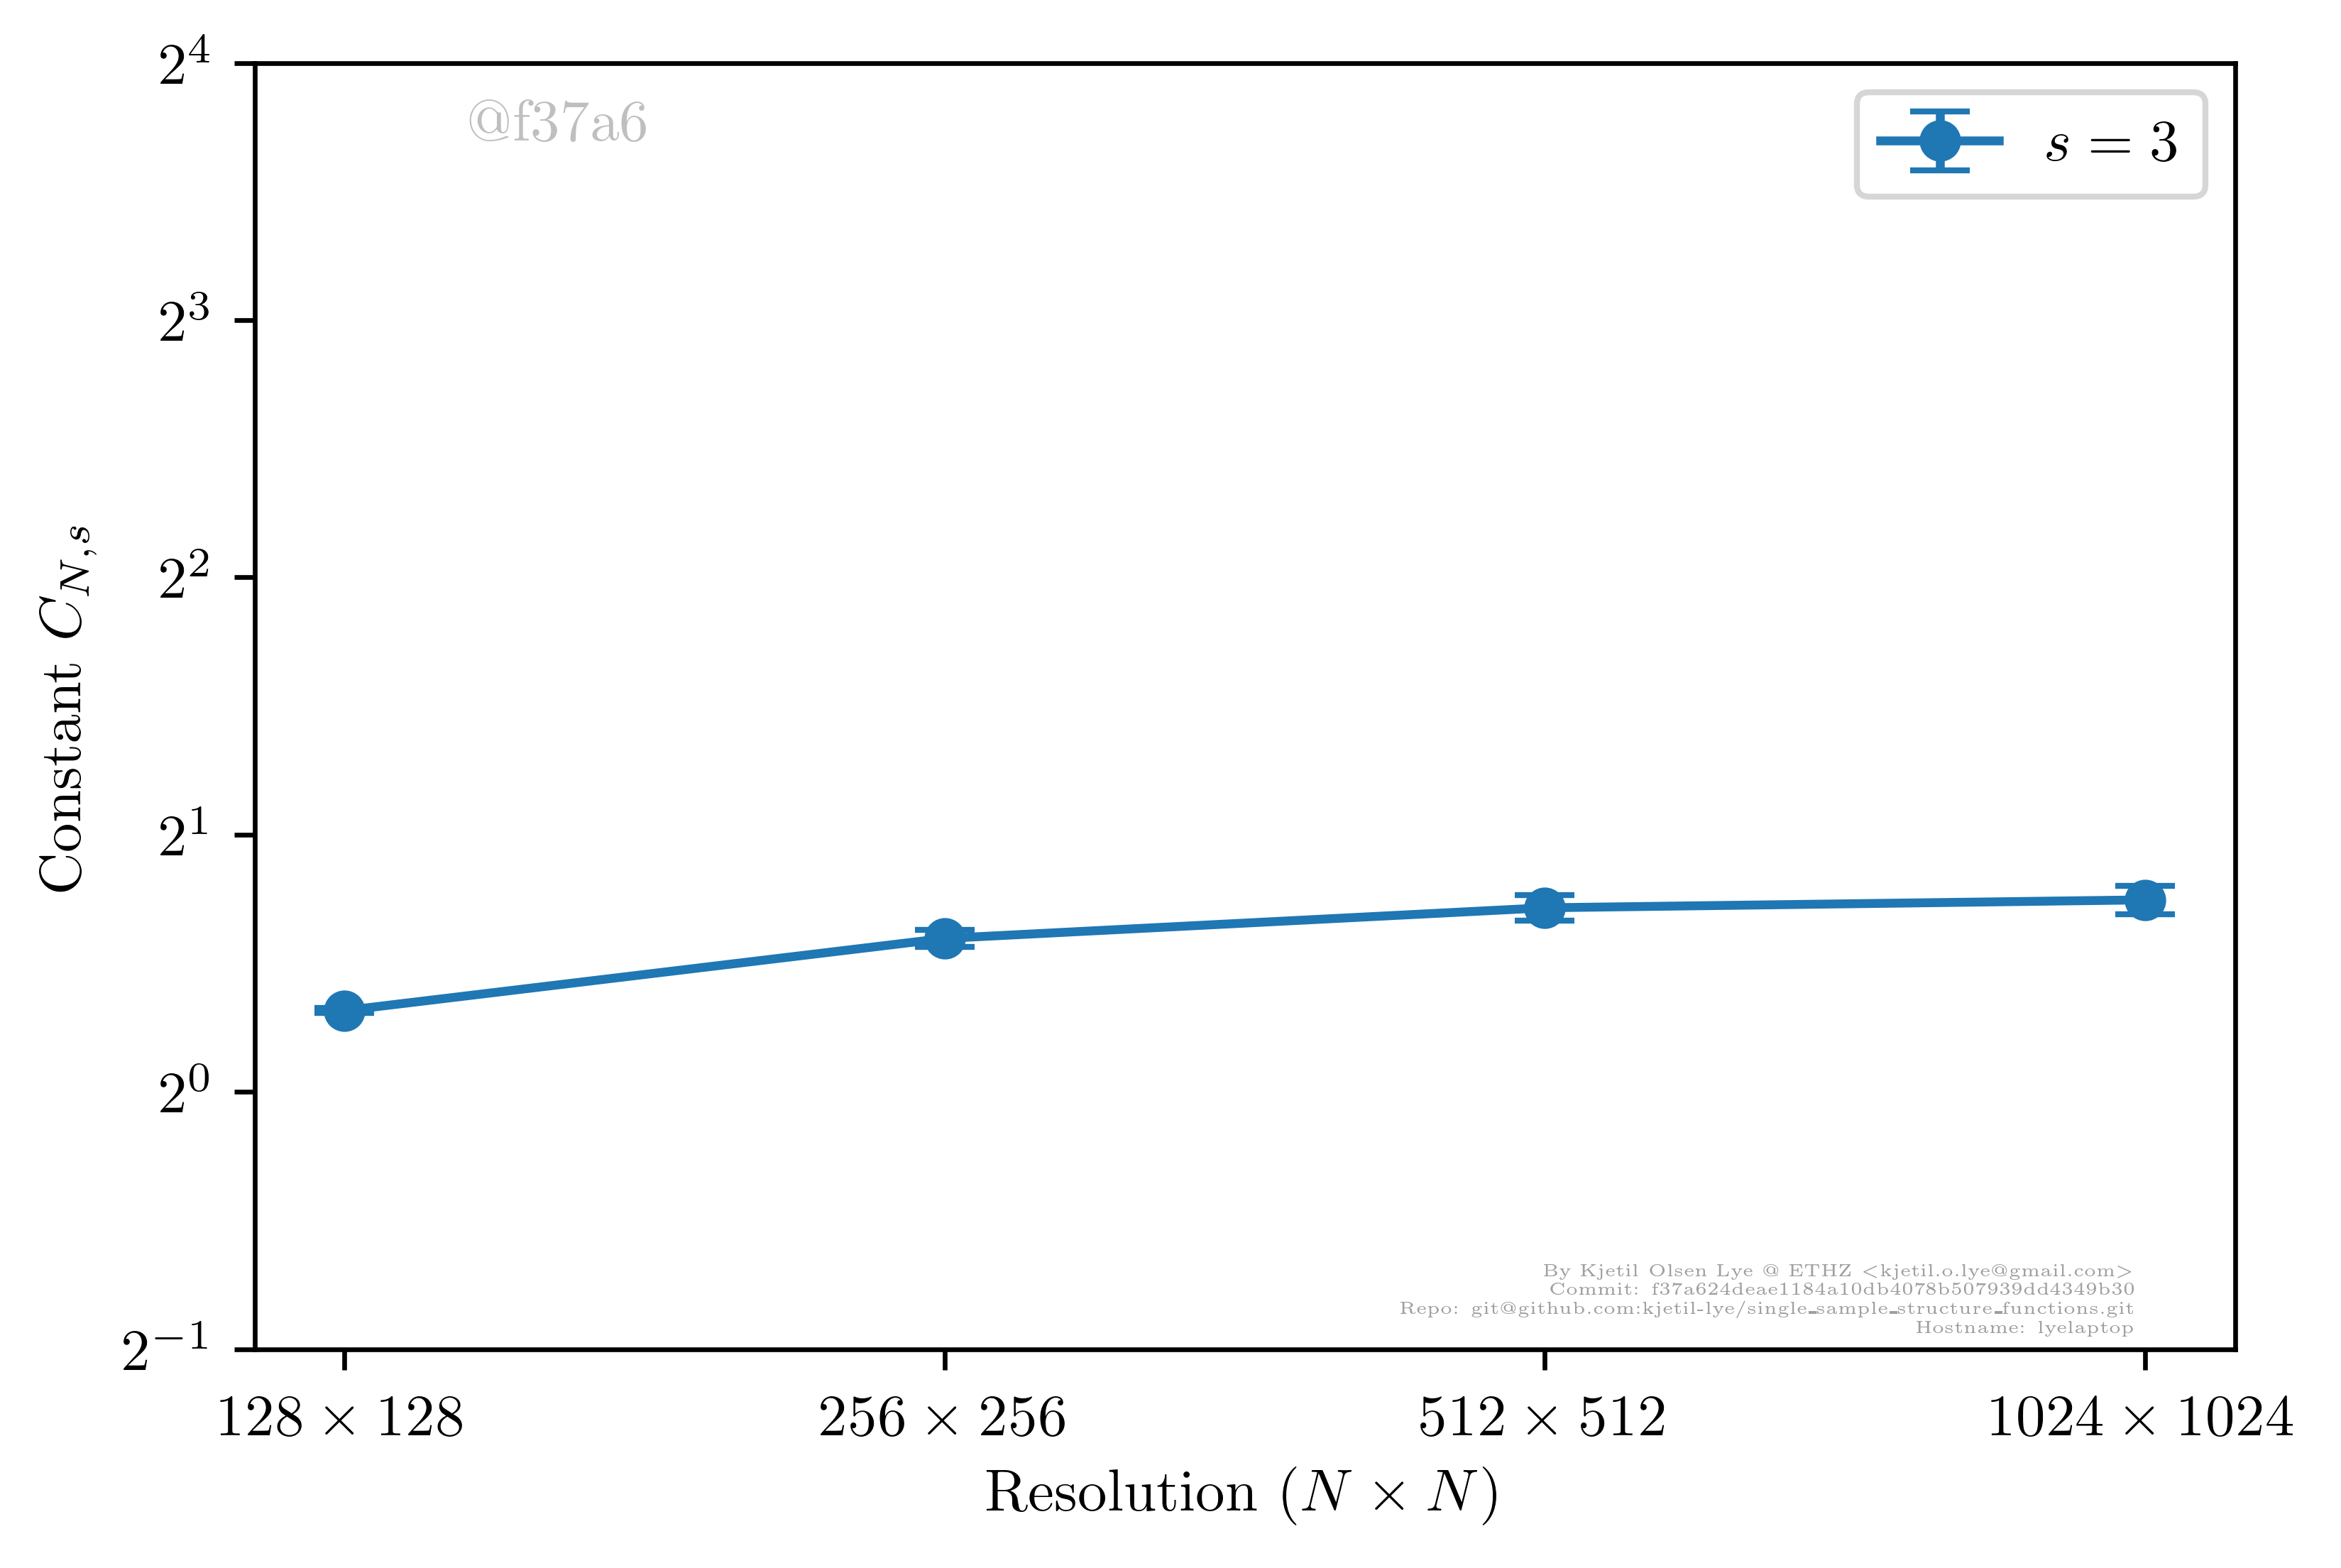 2^4
@f37a6
s = 3
2^3
2^2
Constant C_{N,s}
2^1
2^0
By Kjetil Olsen Lye @ ETHZ <kjetil.o.lye@gmail.com>
Commit: f37a624deae1184a10db4078b507939dd4349b30
Repo: git@github.com:kjetil-lye/single_sample_structure_functions.git
Hostname: lyelaptop
2^{-1}
128 × 128
256 × 256
512 × 512
1024 × 1024
Resolution (N × N)